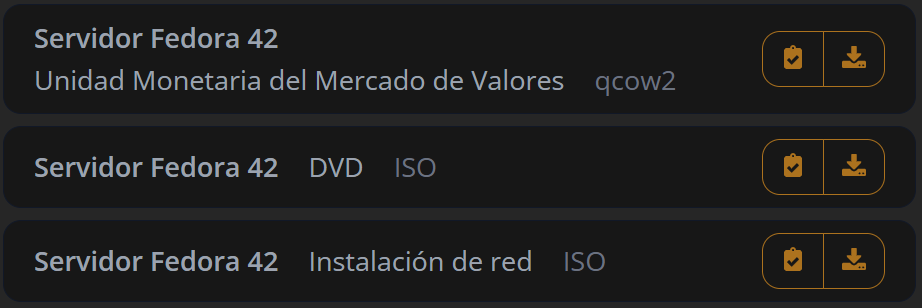 Servidor Fedora 42
Unidad Monetaria del Mercado de Valores qcow2
Servidor Fedora 42 DVD ISO
Servidor Fedora 42 Instalación de red ISO